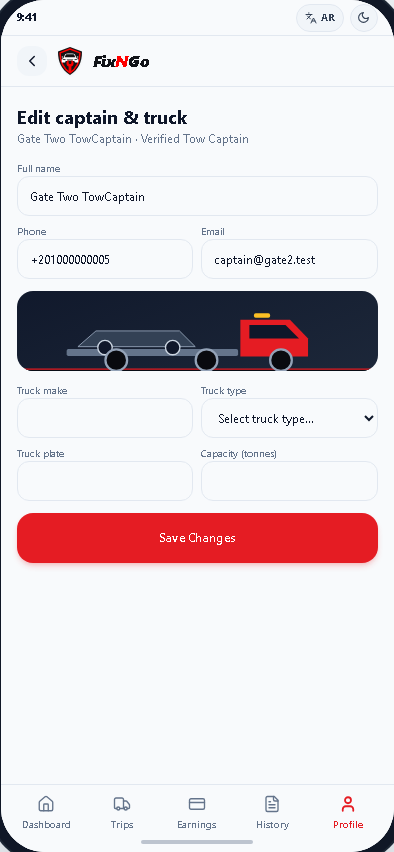 9:41
AR
FixNGo
Edit captain & truck
Gate Two TowCaptain · Verified Tow Captain
Full name
Gate Two TowCaptain
Phone
Email
+201000000005
captain@gate2.test
Truck make
Truck type
Select truck type...
Truck plate
Capacity (tonnes)
Save Changes
Dashboard
Trips
Earnings
History
Profile